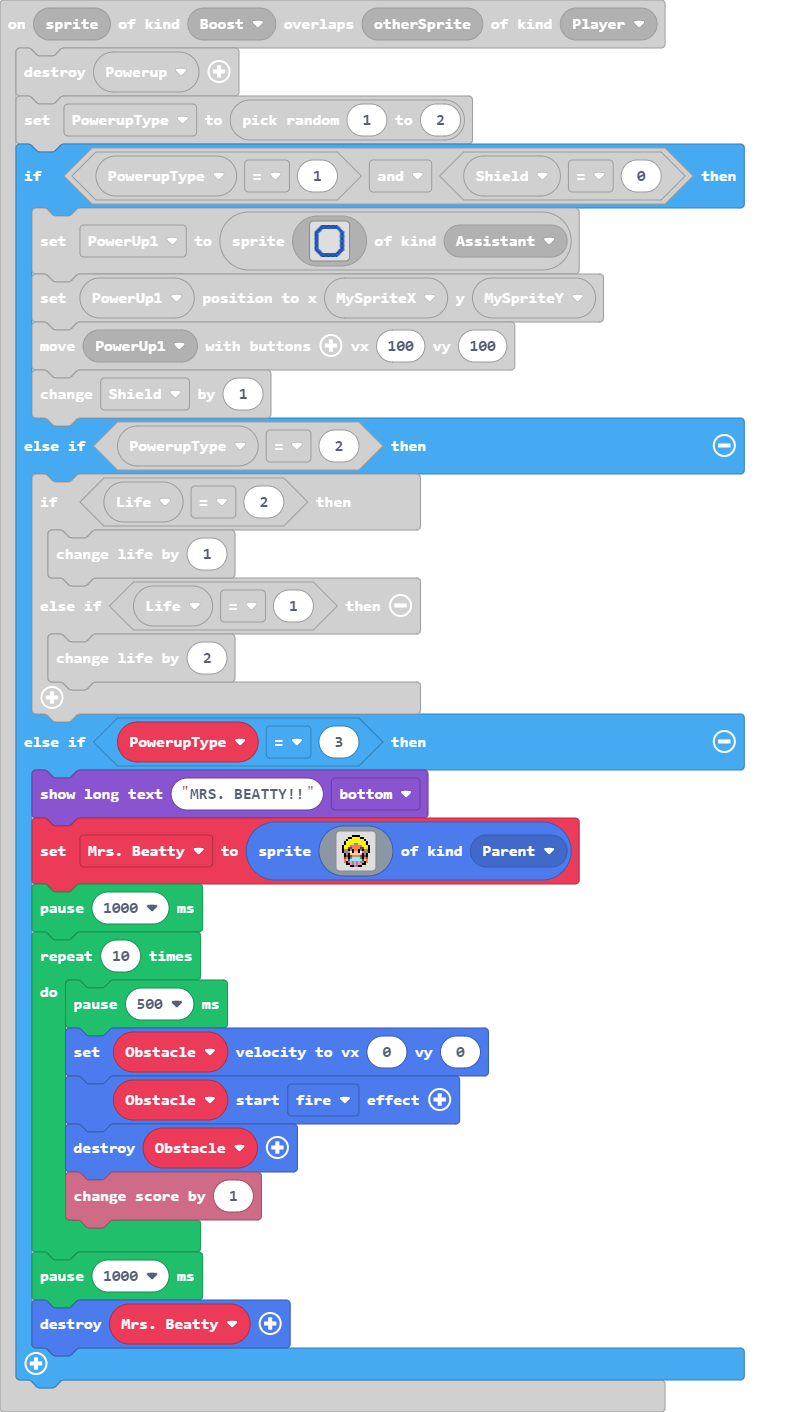 on sprite of kind Boost overlaps otherSprite of kind Player
destroy Powerup
set PowerupType to pick random 1 to 2
if PowerupType = 1 and Shield = 0 then
set PowerUp1 to sprite of kind Assistant
set PowerUp1 position to x MySpriteX y MySpriteY
move PowerUp1 with buttons vx 100 vy 100
change Shield by 1
else if PowerupType = 2 then
if Life = 2 then
change life by 1
else if Life = 1 then
change life by 2
else if PowerupType = 3 then
show long text "MRS. BEATTY!!" bottom
set Mrs. Beatty to sprite of kind Parent
pause 1000 ms
repeat 10 times
do pause 500 ms
set Obstacle velocity to vx 0 vy 0
Obstacle start fire effect
destroy Obstacle
change score by 1
pause 1000 ms
destroy Mrs. Beatty